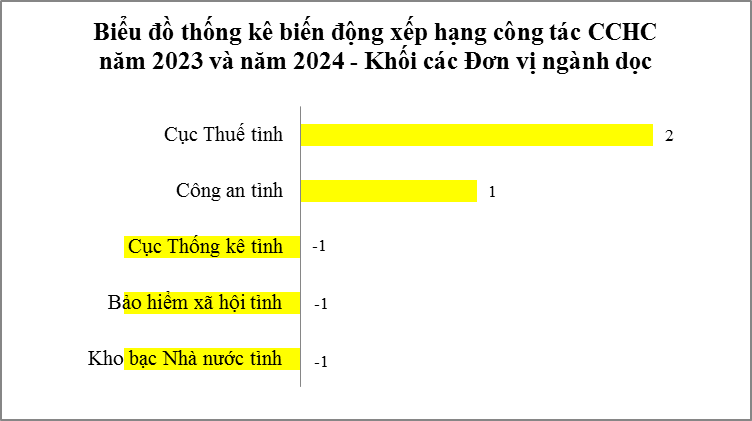 Biểu đồ thống kê biến động xếp hạng công tác CCHC
năm 2023 và năm 2024 - Khối các Đơn vị ngành dọc
Cục Thuế tỉnh 2
Công an tỉnh 1
Cục Thống kê tỉnh -1
Bảo hiểm xã hội tỉnh -1
Kho bạc Nhà nước tỉnh -1